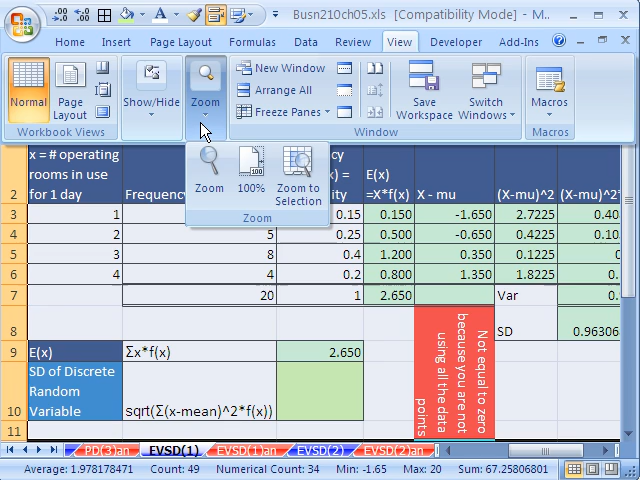 Busn210ch05.xls [Compatibility Mode] - M...
Home Insert Page Layout Formulas Data Review View Developer Add-Ins
Normal Page Layout Show/Hide Zoom New Window Arrange All Freeze Panes Save Workspace Switch Windows Macros
Workbook Views Window Macros
Zoom 100% Zoom to Selection
Zoom
2 x = # operating rooms in use for 1 day Frequency E(x) =X*f(x) X - mu (X-mu)^2 (X-mu)^2*
3 1 0.15 0.150 -1.650 2.7225 0.40
4 2 5 0.25 0.500 -0.650 0.4225 0.10
5 3 8 0.4 1.200 0.350 0.1225 0.0
6 4 4 0.2 0.800 1.350 1.8225 0.
7 20 1 2.650 Var 0.
8 SD 0.96306
Not equal to zero because you are not using all the data points
9 E(x) Σx*f(x) 2.650
10 SD of Discrete Random Variable sqrt(Σ(x-mean)^2*f(x))
11
PD(3)an EVSD(1) EVSD(1)an EVSD(2) EVSD(2)an
Average: 1.978178471 Count: 49 Numerical Count: 34 Min: -1.65 Max: 20 Sum: 67.25806801